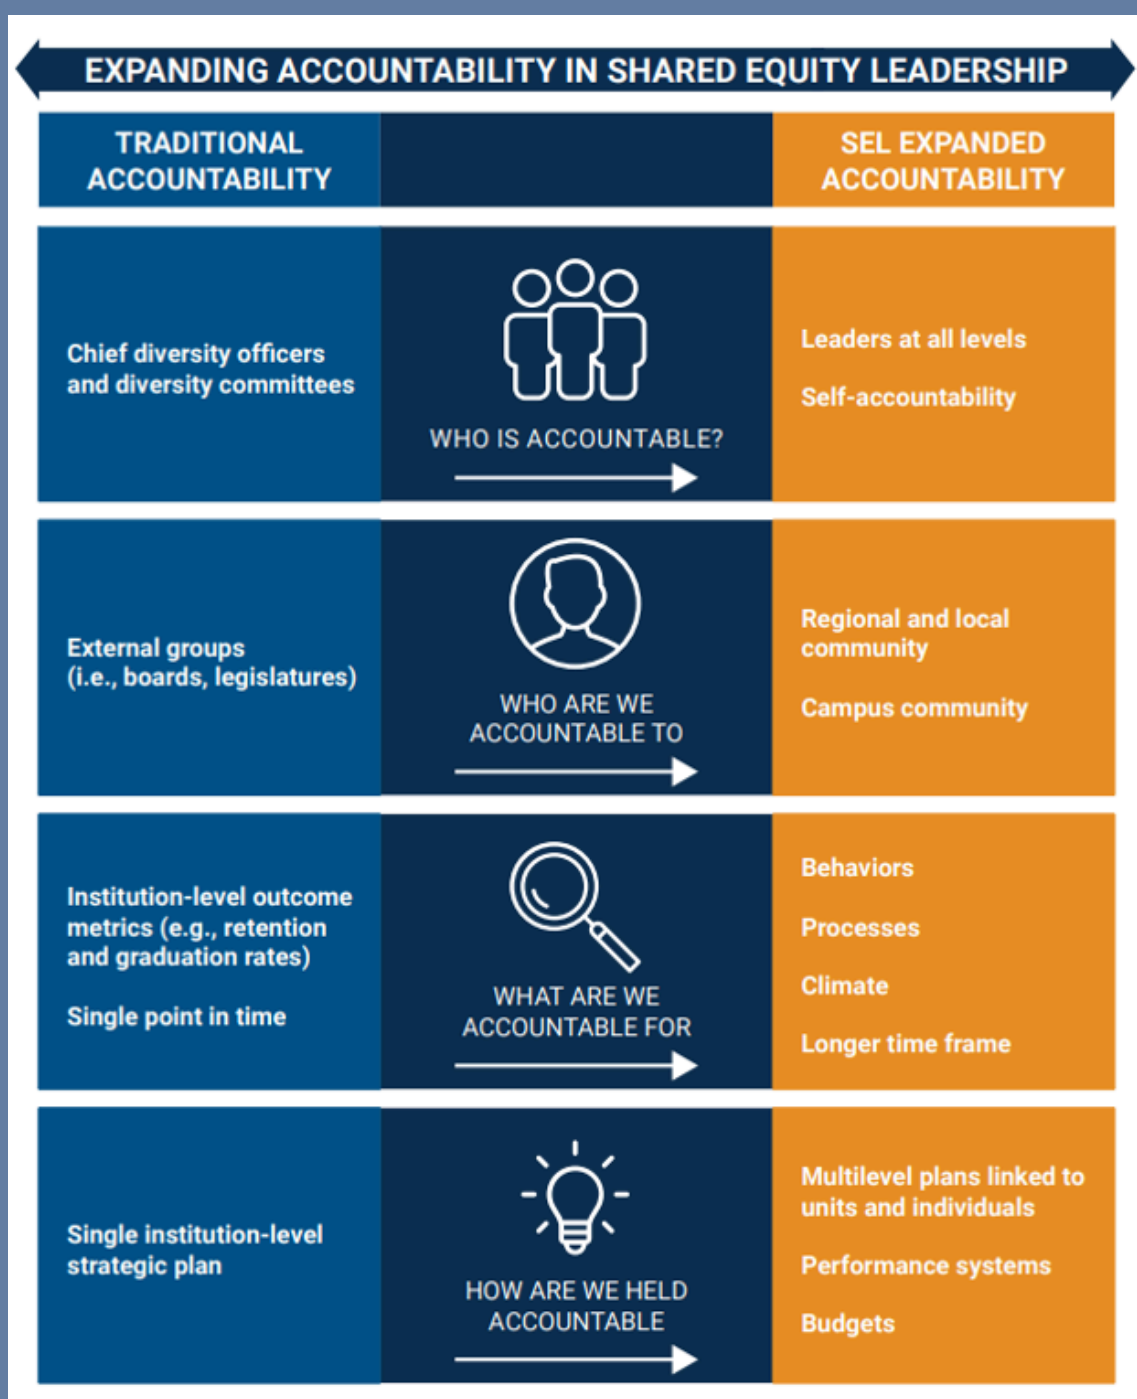 EXPANDING ACCOUNTABILITY IN SHARED EQUITY LEADERSHIP
TRADITIONAL
ACCOUNTABILITY
SEL EXPANDED
ACCOUNTABILITY
Chief diversity officers
and diversity committees
WHO IS ACCOUNTABLE?
Leaders at all levels
Self-accountability
External groups
(i.e., boards, legislatures)
WHO ARE WE
ACCOUNTABLE TO
Regional and local
community
Campus community
Institution-level outcome
metrics (e.g., retention
and graduation rates)
Single point in time
WHAT ARE WE
ACCOUNTABLE FOR
Behaviors
Processes
Climate
Longer time frame
Single institution-level
strategic plan
HOW ARE WE HELD
ACCOUNTABLE
Multilevel plans linked to
units and individuals
Performance systems
Budgets